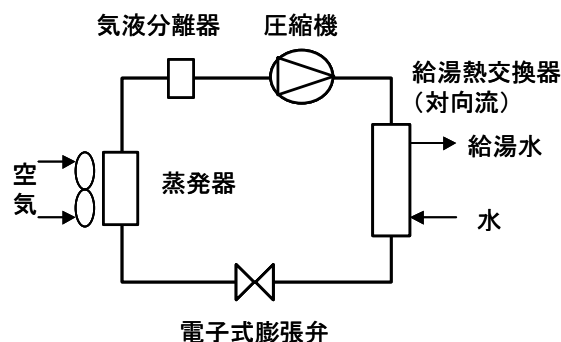 気液分離器
圧縮機
給湯熱交換器
（対向流）
給湯水
空
気
蒸発器
水
電子式膨張弁